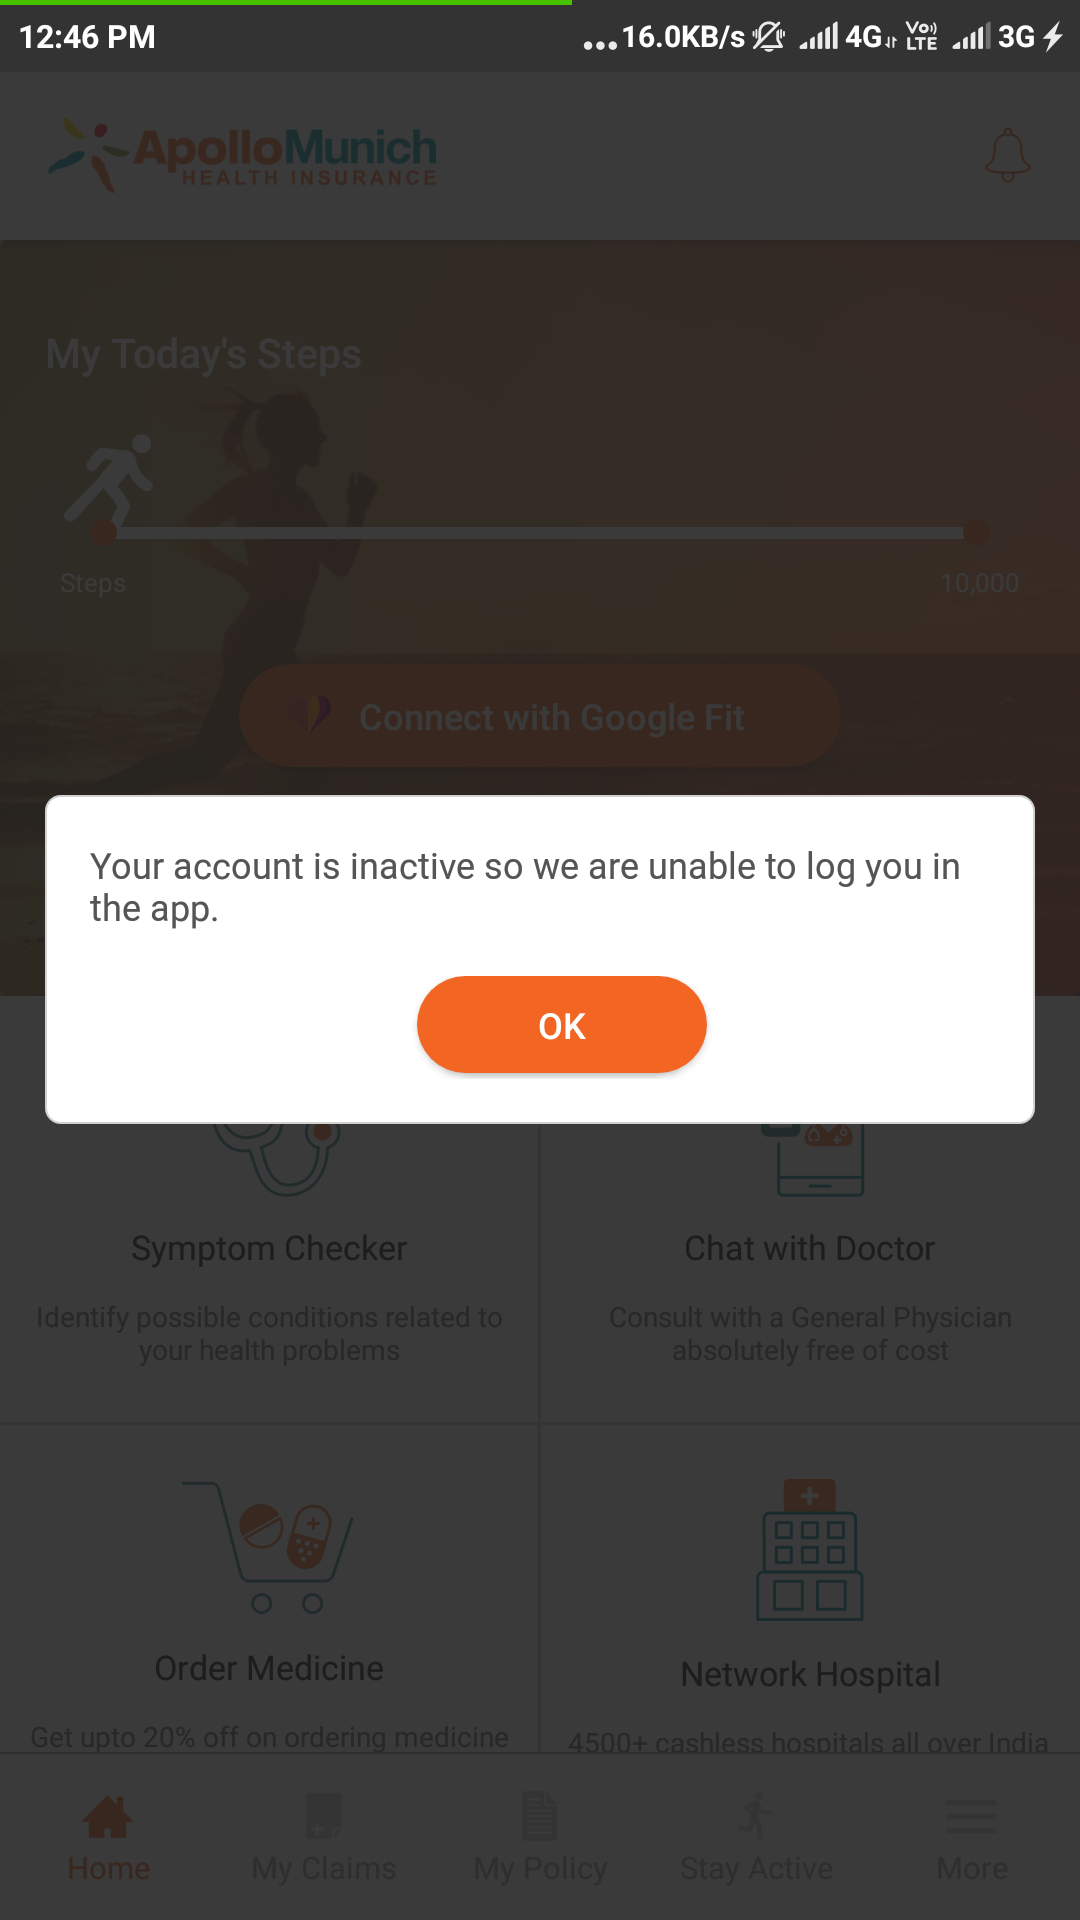 12:46 PM
...16.0KB/s 4G VoLTE 3G
ApolloMunich
HEALTH INSURANCE
My Today's Steps
Steps
10,000
Connect with Google Fit
Your account is inactive so we are unable to log you in
the app.
OK
Symptom Checker
Chat with Doctor
Identify possible conditions related to
your health problems
Consult with a General Physician
absolutely free of cost
Order Medicine
Network Hospital
Get upto 20% off on ordering medicine
4500+ cashless hospitals all over India
Home
My Claims
My Policy
Stay Active
More